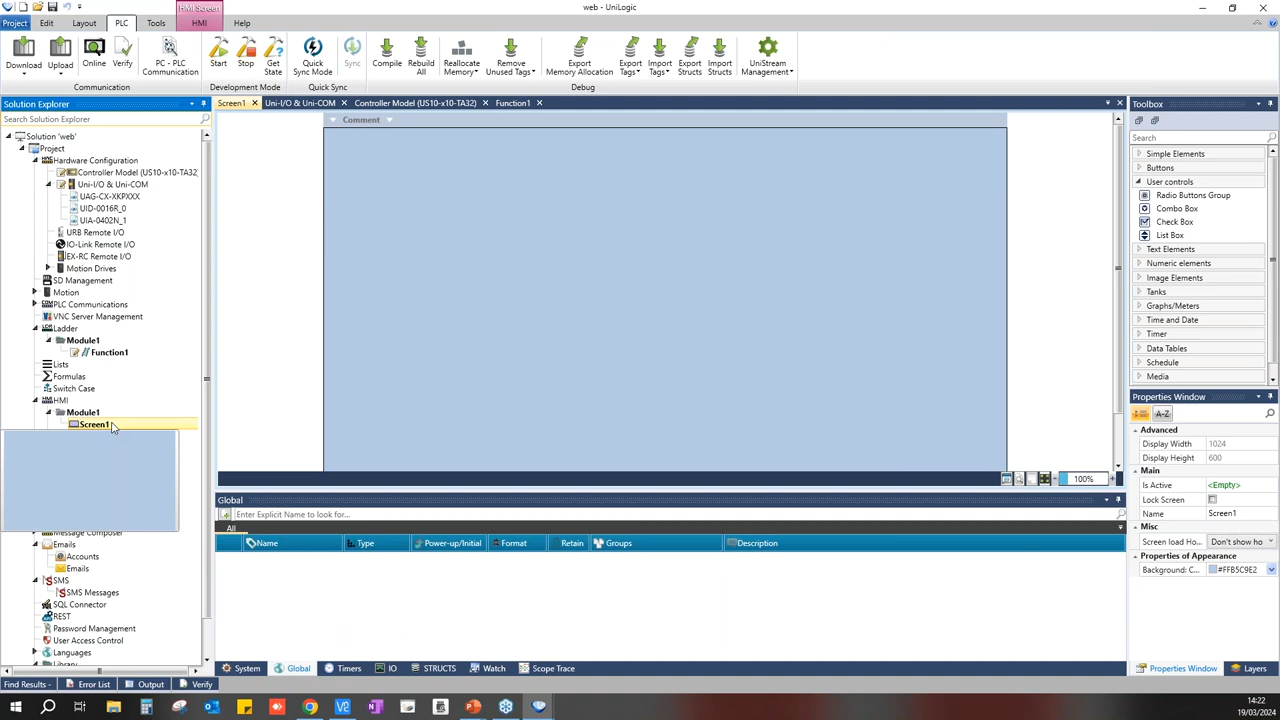 HMI Screen
web - UniLogic
Project Edit Layout PLC Tools HMI Help
Download Upload Online Verify PC - PLC Communication Start Stop Get State Quick Sync Mode Sync Compile Rebuild All Reallocate Memory Remove Unused Tags Export Memory Allocation Export Tags Import Tags Export Structs Import Structs UniStream Management
Communication Development Mode Quick Sync Debug
Solution Explorer
Search Solution Explorer
Solution 'web'
Project
Hardware Configuration
Controller Model (US10-x10-TA32)
Uni-I/O & Uni-COM
UAG-CX-XKPXXX
UID-0016R_0
UIA-0402N_1
URB Remote I/O
IO-Link Remote I/O
EX-RC Remote I/O
Motion Drives
SD Management
Motion
PLC Communications
VNC Server Management
Ladder
Module1
Function1
Lists
Formulas
Switch Case
HMI
Module1
Screen1
Message Composer
Emails
Accounts
Emails
SMS
SMS Messages
SQL Connector
REST
Password Management
User Access Control
Languages
Library
Screen1 Uni-I/O & Uni-COM Controller Model (US10-x10-TA32) Function1
Comment
100%
Global
Enter Explicit Name to look for...
All
Name Type Power-up/Initial Format Retain Groups Description
System Global Timers IO STRUCTS Watch Scope Trace
Toolbox
Search
Simple Elements
Buttons
User controls
Radio Buttons Group
Combo Box
Check Box
List Box
Text Elements
Numeric elements
Image Elements
Tanks
Graphs/Meters
Time and Date
Timer
Data Tables
Schedule
Media
Properties Window
A-Z
Advanced
Display Width 1024
Display Height 600
Main
Is Active <Empty>
Lock Screen
Name Screen1
Misc
Screen load Ho... Don't show ho
Properties of Appearance
Background: C... #FFB5C9E2
Properties Window Layers
Find Results - Error List Output Verify
14:22
19/03/2024